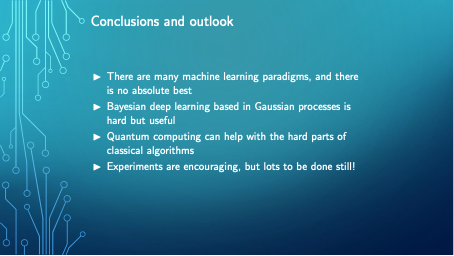 Conclusions and outlook
▶ There are many machine learning paradigms, and there
is no absolute best
▶ Bayesian deep learning based in Gaussian processes is
hard but useful
▶ Quantum computing can help with the hard parts of
classical algorithms
▶ Experiments are encouraging, but lots to be done still!